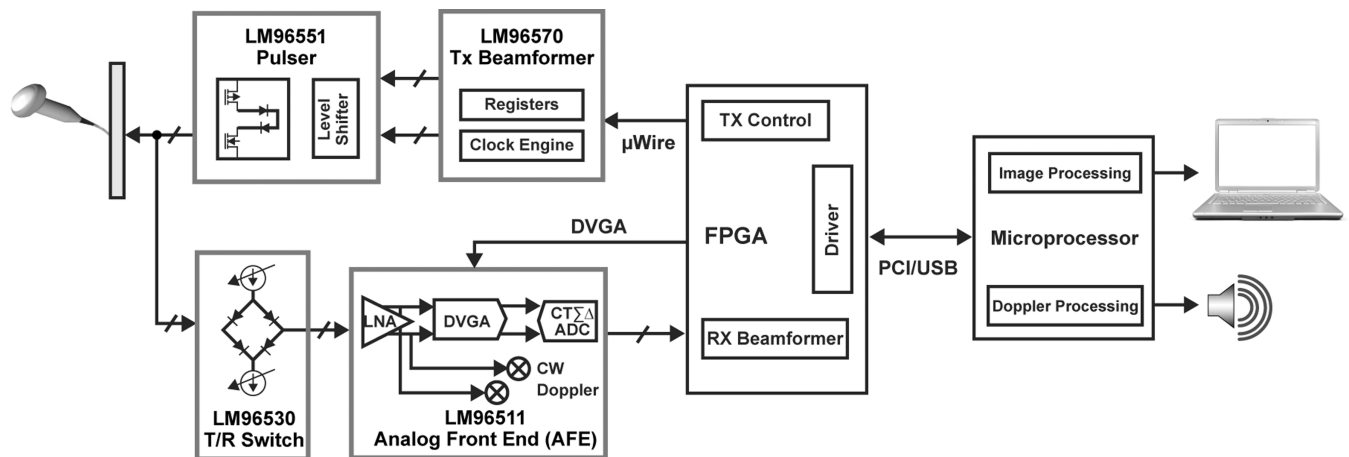 LM96551
Pulser
Level
Shifter
LM96570
Tx Beamformer
Registers
Clock Engine
µWire
TX Control
FPGA
Driver
RX Beamformer
DVGA
PCI/USB
Image Processing
Microprocessor
Doppler Processing
LM96530
T/R Switch
LNA
DVGA
CT∑Δ
ADC
CW
Doppler
LM96511
Analog Front End (AFE)